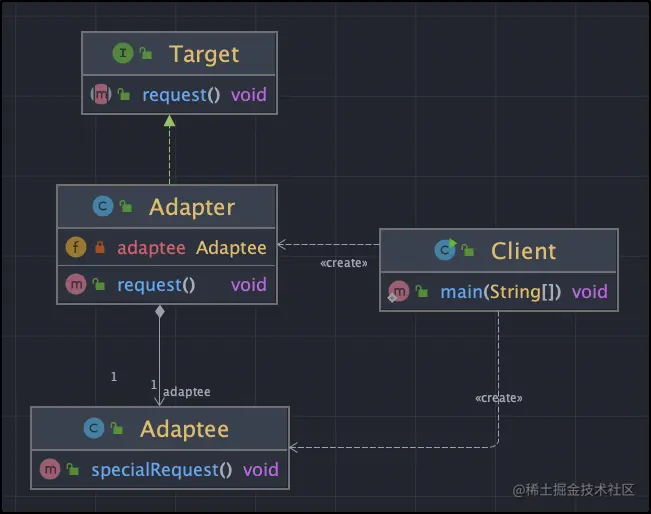 I Target
m request() void
C Adapter
f adaptee Adaptee
m request() void
«create»
C Client
m main(String[]) void
1
1
adaptee
«create»
C Adaptee
m specialRequest() void
@稀土掘金技术社区